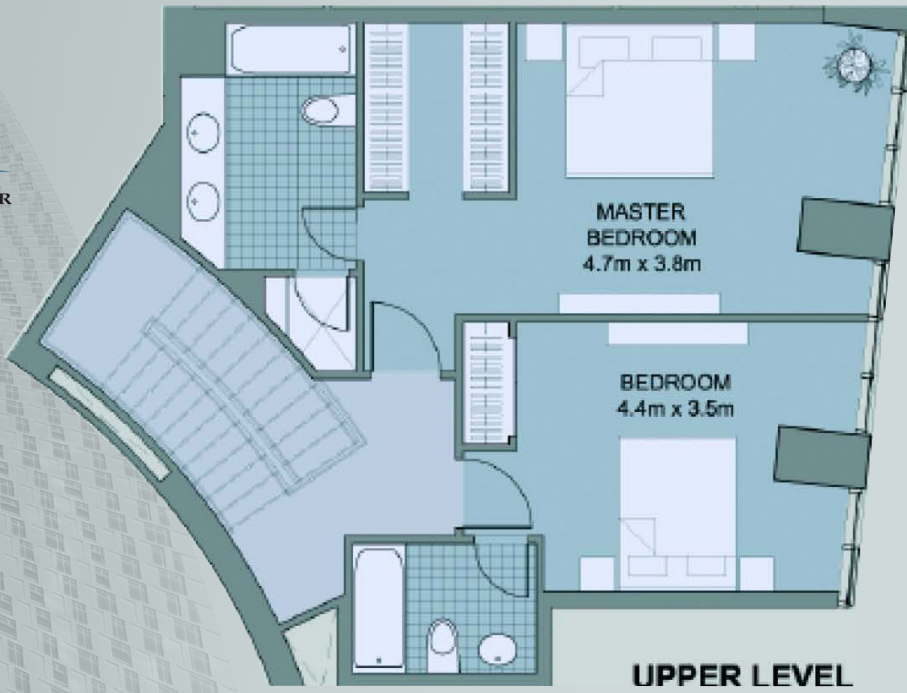 R
MASTER
BEDROOM
4.7m x 3.8m
BEDROOM
4.4m x 3.5m
UPPER LEVEL